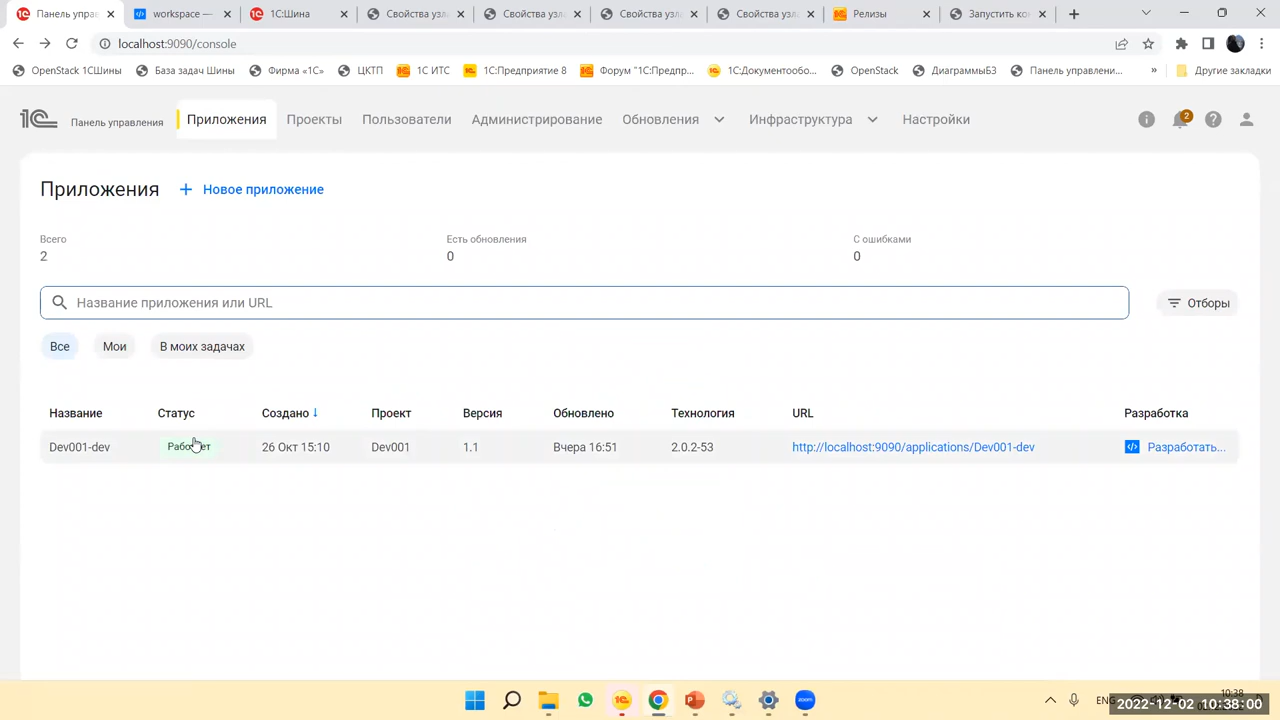 Панель упра
workspace —
1С:Шина
Свойства узл
Свойства узл
Свойства узл
Свойства узл
Релизы
Запустить ко
localhost:9090/console
OpenStack 1СШины
База задач Шины
Фирма «1С»
ЦКТП
1С ИТС
1С:Предприятие 8
Форум "1С:Предпр...
1С:Документообо...
OpenStack
ДиаграммыБЗ
Панель управлени...
»
Другие закладки
1С Панель управления
Приложения
Проекты
Пользователи
Администрирование
Обновления
Инфраструктура
Настройки
2
Приложения
+ Новое приложение
Всего
2
Есть обновления
0
С ошибками
0
Название приложения или URL
Отборы
Все
Мои
В моих задачах
Название Статус Создано ↓ Проект Версия Обновлено Технология URL Разработка
Dev001-dev Работает 26 Окт 15:10 Dev001 1.1 Вчера 16:51 2.0.2-53 http://localhost:9090/applications/Dev001-dev Разработать...
ENG
10:38
2022-12-02 10:38:00